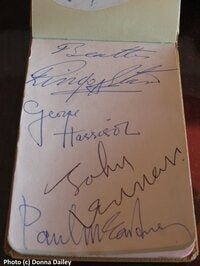 Beatles
Ringo Starr
George
Harrison
John
Lennon
Paul McCartney
Photo (c) Donna Dailey